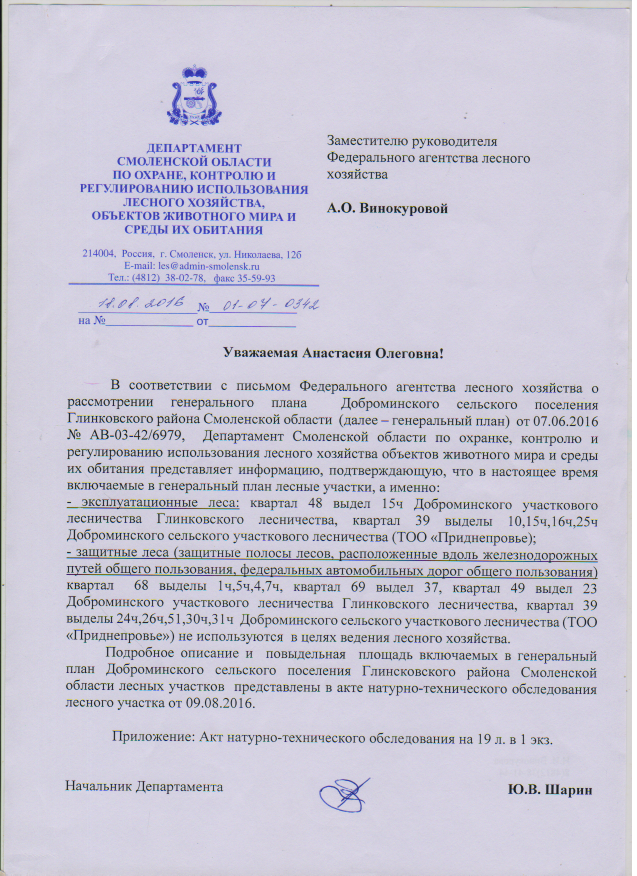 ДЕПАРТАМЕНТ
СМОЛЕНСКОЙ ОБЛАСТИ
ПО ОХРАНЕ, КОНТРОЛЮ И
РЕГУЛИРОВАНИЮ ИСПОЛЬЗОВАНИЯ
ЛЕСНОГО ХОЗЯЙСТВА,
ОБЪЕКТОВ ЖИВОТНОГО МИРА И
СРЕДЫ ИХ ОБИТАНИЯ
214004, Россия, г. Смоленск, ул. Николаева, 12б
E-mail: les@admin-smolensk.ru
Тел.: (4812) 38-02-78, факс 35-59-93
18.08.2016 № 01-07-0342
на № от
Заместителю руководителя
Федерального агентства лесного
хозяйства
А.О. Винокуровой
Уважаемая Анастасия Олеговна!
В соответствии с письмом Федерального агентства лесного хозяйства о
рассмотрении генерального плана Доброминского сельского поселения
Глинковского района Смоленской области (далее – генеральный план) от 07.06.2016
№ АВ-03-42/6979, Департамент Смоленской области по охранке, контролю и
регулированию использования лесного хозяйства объектов животного мира и среды
их обитания представляет информацию, подтверждающую, что в настоящее время
включаемые в генеральный план лесные участки, а именно:
- эксплуатационные леса: квартал 48 выдел 15ч Доброминского участкового
лесничества Глинковского лесничества, квартал 39 выделы 10,15ч,16ч,25ч
Доброминского сельского участкового лесничества (ТОО «Приднепровье);
- защитные леса (защитные полосы лесов, расположенные вдоль железнодорожных
путей общего пользования, федеральных автомобильных дорог общего пользования)
квартал 68 выделы 1ч,5ч,4,7ч, квартал 69 выдел 37, квартал 49 выдел 23
Доброминского участкового лесничества Глинковского лесничества, квартал 39
выделы 24ч,26ч,51,30ч,31ч Доброминского сельского участкового лесничества (ТОО
«Приднепровье») не используются в целях ведения лесного хозяйства.
Подробное описание и повыдельная площадь включаемых в генеральный
план Доброминского сельского поселения Глинсковского района Смоленской
области лесных участков представлены в акте натурно-технического обследования
лесного участка от 09.08.2016.
Приложение: Акт натурно-технического обследования на 19 л. в 1 экз.
Начальник Департамента Ю.В. Шарин